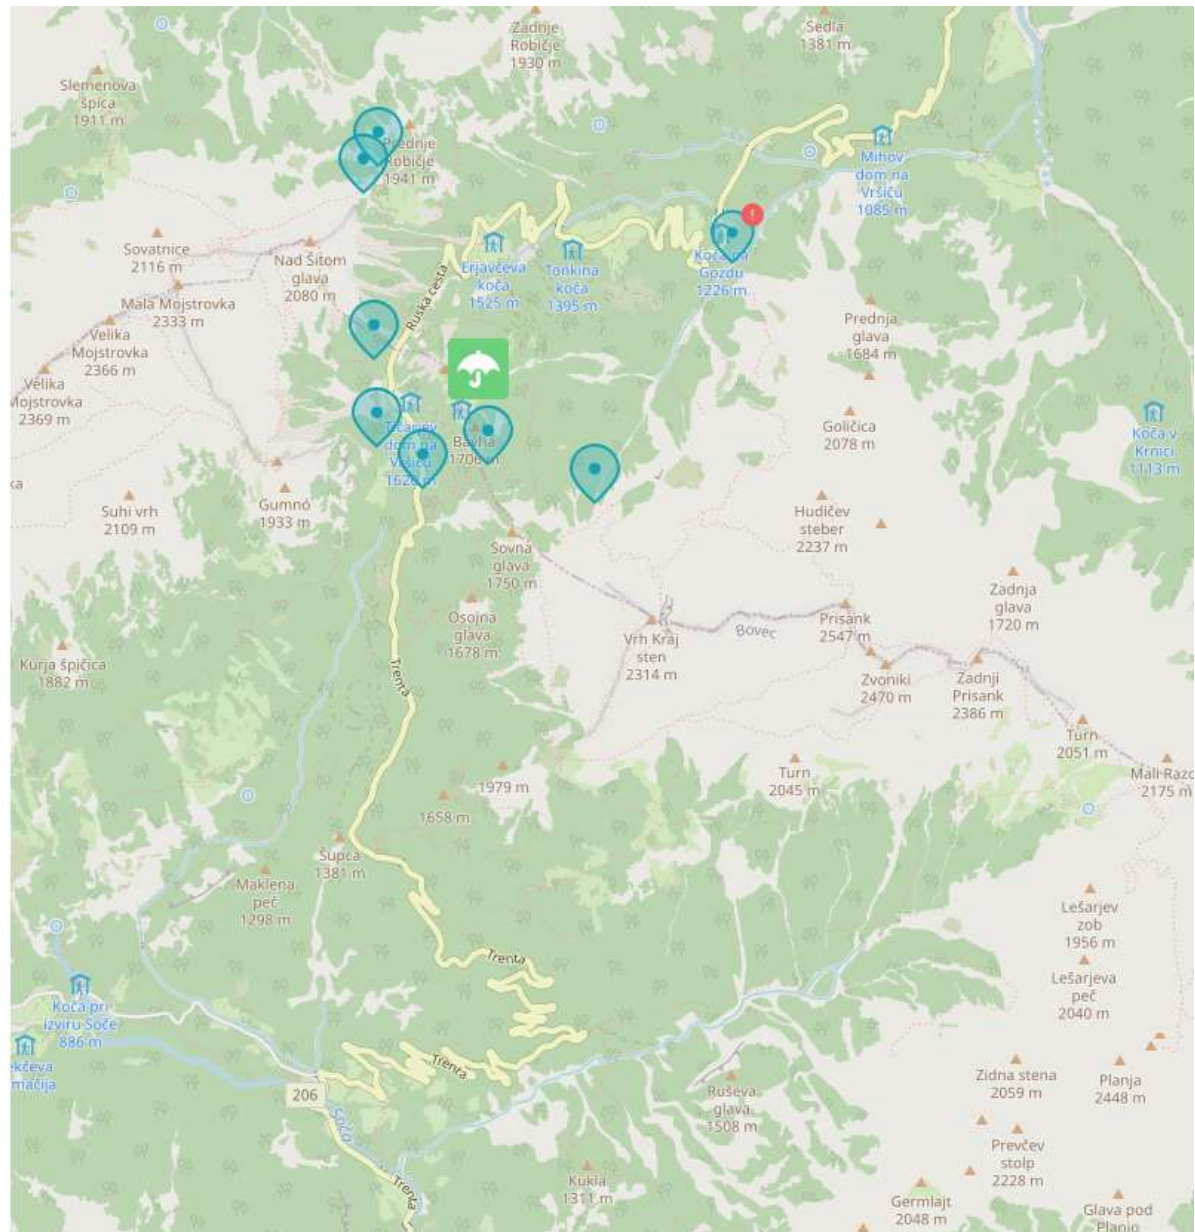 Zadnje
Robičje
1930 m
Sedla
1381 m
Slemenova
špica
1911 m
Prednje
Robičje
1941 m
Mihov
dom na
Vršiču
1085 m
Sovatnice
2116 m
Nad Šitom
glava
2080 m
Erjavčeva
koča
1525 m
Tonkina
koča
1395 m
Koča na
Gozdu
1226 m
!
Mala Mojstrovka
2333 m
Ruska cesta
Velika
Mojstrovka
2366 m
Prednja
glava
1684 m
Velika
Mojstrovka
2369 m
Goličica
2078 m
Koča v
Krnici
1113 m
Tičarjev
dom na
Vršiču
1620 m
Bavha
1706 m
ka
Suhi vrh
2109 m
Gumno
1933 m
Hudičev
steber
2237 m
Sovna
glava
1750 m
Zadnja
glava
1720 m
Osojna
glava
1678 m
Prisank
2547 m
Bovec
Vrh Kraj
sten
2314 m
Kurja špičica
1882 m
Trenta
Zvoniki
2470 m
Zadnji
Prisank
2386 m
Turn
2051 m
Turn
2045 m
Mali Razo
2175 m
1979 m
1658 m
Šupca
1381 m
Maklena
peč
1298 m
Lešarjev
zob
1956 m
Trenta
Lešarjeva
peč
2040 m
Koča pri
izviru Soče
886 m
ekčeva
mačija
Trenta
206
Soča
Zidna stena
2059 m
Planja
2448 m
Ruševa
glava
1508 m
Prevčev
stolp
2228 m
Trenta
Kukla
1311 m
Germlajt
2048 m
Glava pod
Planjo